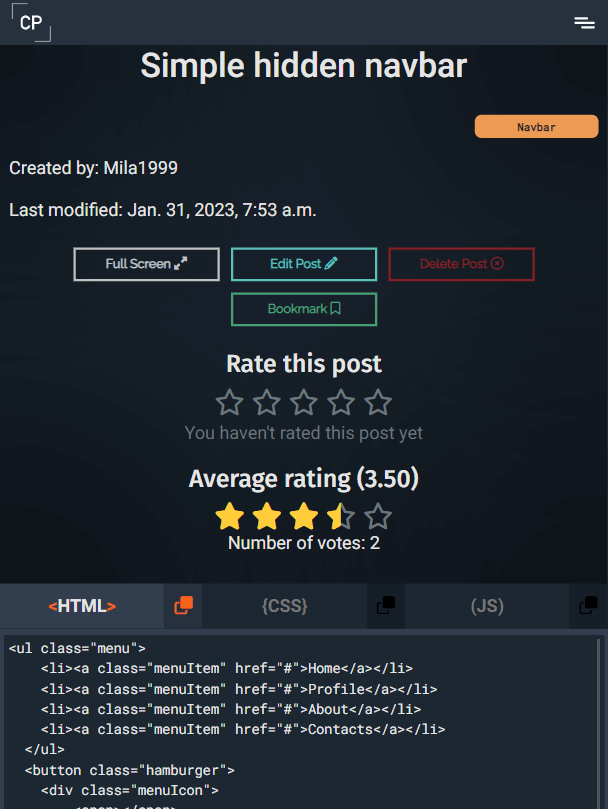 CP
Simple hidden navbar
Navbar
Created by: Mila1999
Last modified: Jan. 31, 2023, 7:53 a.m.
Full Screen
Edit Post
Delete Post
Bookmark
Rate this post
You haven't rated this post yet
Average rating (3.50)
Number of votes: 2
<HTML>
{CSS}
(JS)
<ul class="menu">
    <li><a class="menuItem" href="#">Home</a></li>
    <li><a class="menuItem" href="#">Profile</a></li>
    <li><a class="menuItem" href="#">About</a></li>
    <li><a class="menuItem" href="#">Contacts</a></li>
  </ul>
  <button class="hamburger">
    <div class="menuIcon">
        <span></span>